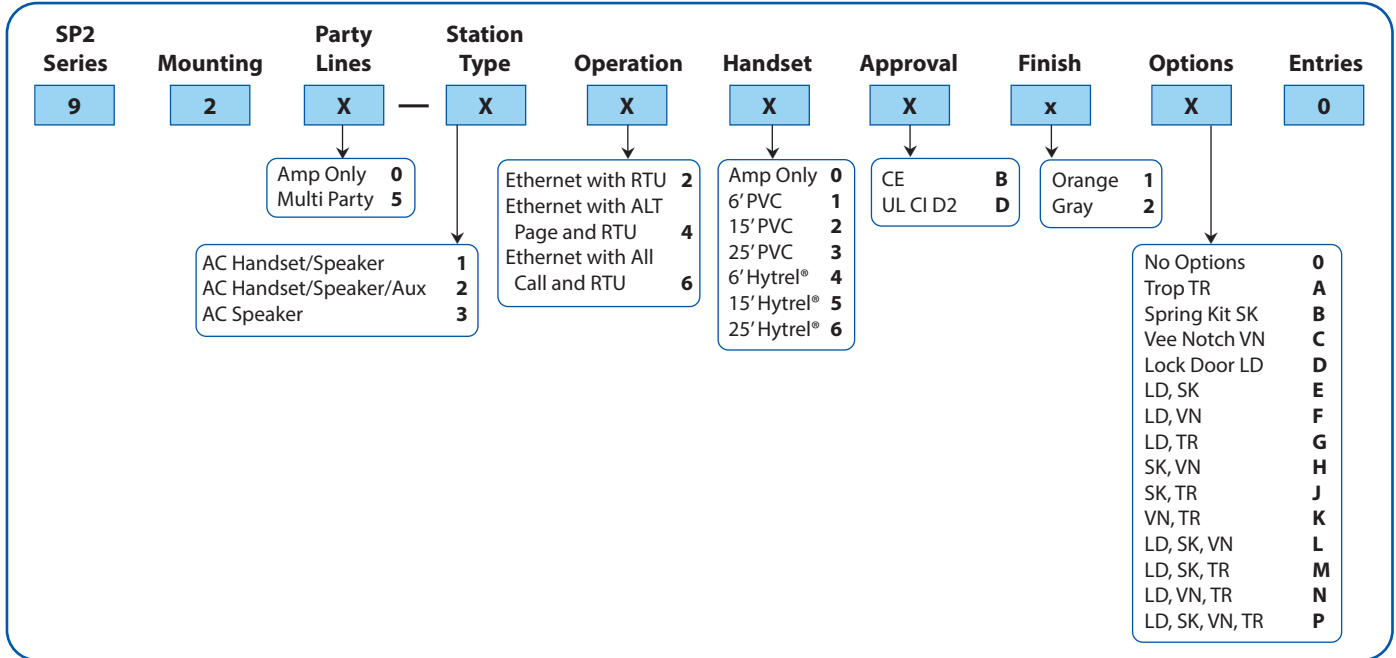 SP2 Series
Mounting
Party Lines
Station Type
Operation
Handset
Approval
Finish
Options
Entries
9 2 X — X X X X x X 0
Amp Only 0
Multi Party 5
AC Handset/Speaker 1
AC Handset/Speaker/Aux 2
AC Speaker 3
Ethernet with RTU 2
Ethernet with ALT
Page and RTU 4
Ethernet with All
Call and RTU 6
Amp Only 0
6' PVC 1
15' PVC 2
25' PVC 3
6' Hytrel® 4
15' Hytrel® 5
25' Hytrel® 6
CE B
UL CI D2 D
Orange 1
Gray 2
No Options 0
Trop TR A
Spring Kit SK B
Vee Notch VN C
Lock Door LD D
LD, SK E
LD, VN F
LD, TR G
SK, VN H
SK, TR J
VN, TR K
LD, SK, VN L
LD, SK, TR M
LD, VN, TR N
LD, SK, VN, TR P